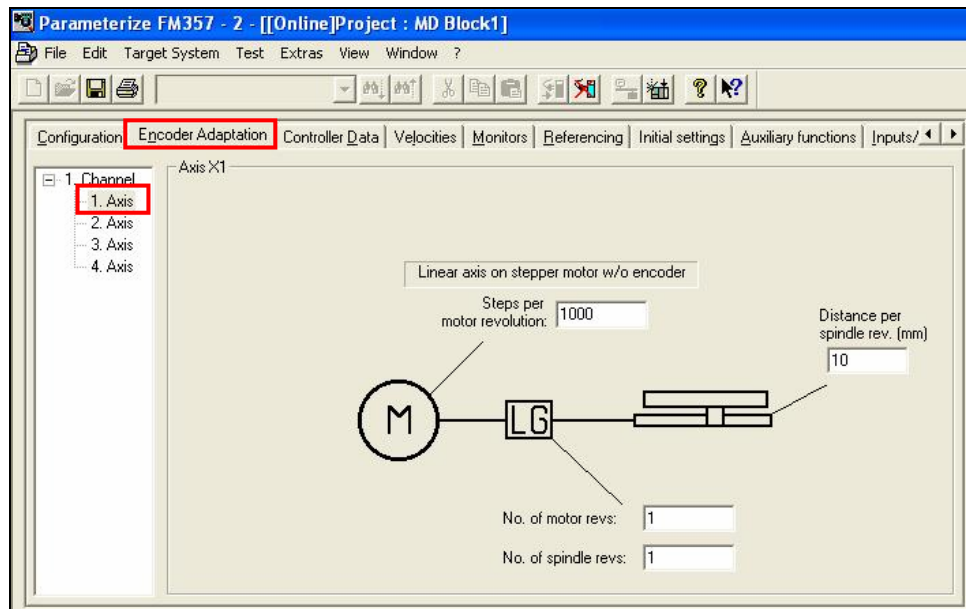 Parameterize FM357 - 2 - [[Online]Project : MD Block1]
File Edit Target System Test Extras View Window ?
Configuration Encoder Adaptation Controller Data Velocities Monitors Referencing Initial settings Auxiliary functions Inputs/
1. Channel
1. Axis
2. Axis
3. Axis
4. Axis
Axis X1
Linear axis on stepper motor w/o encoder
Steps per
motor revolution: 1000
Distance per
spindle rev. (mm)
10
M
LG
No. of motor revs: 1
No. of spindle revs: 1